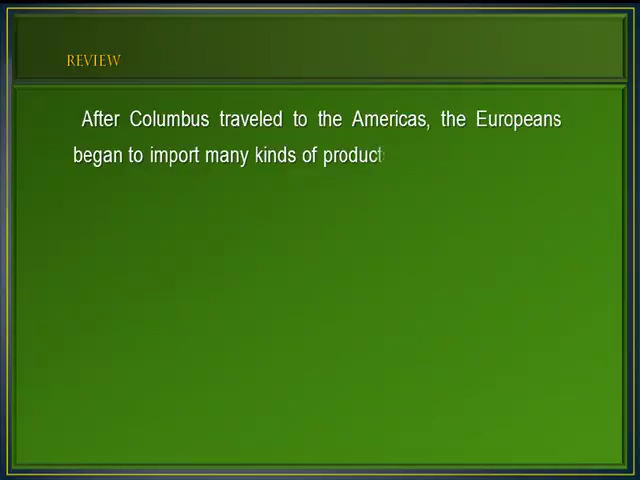 REVIEW
After Columbus traveled to the Americas, the Europeans
began to import many kinds of product